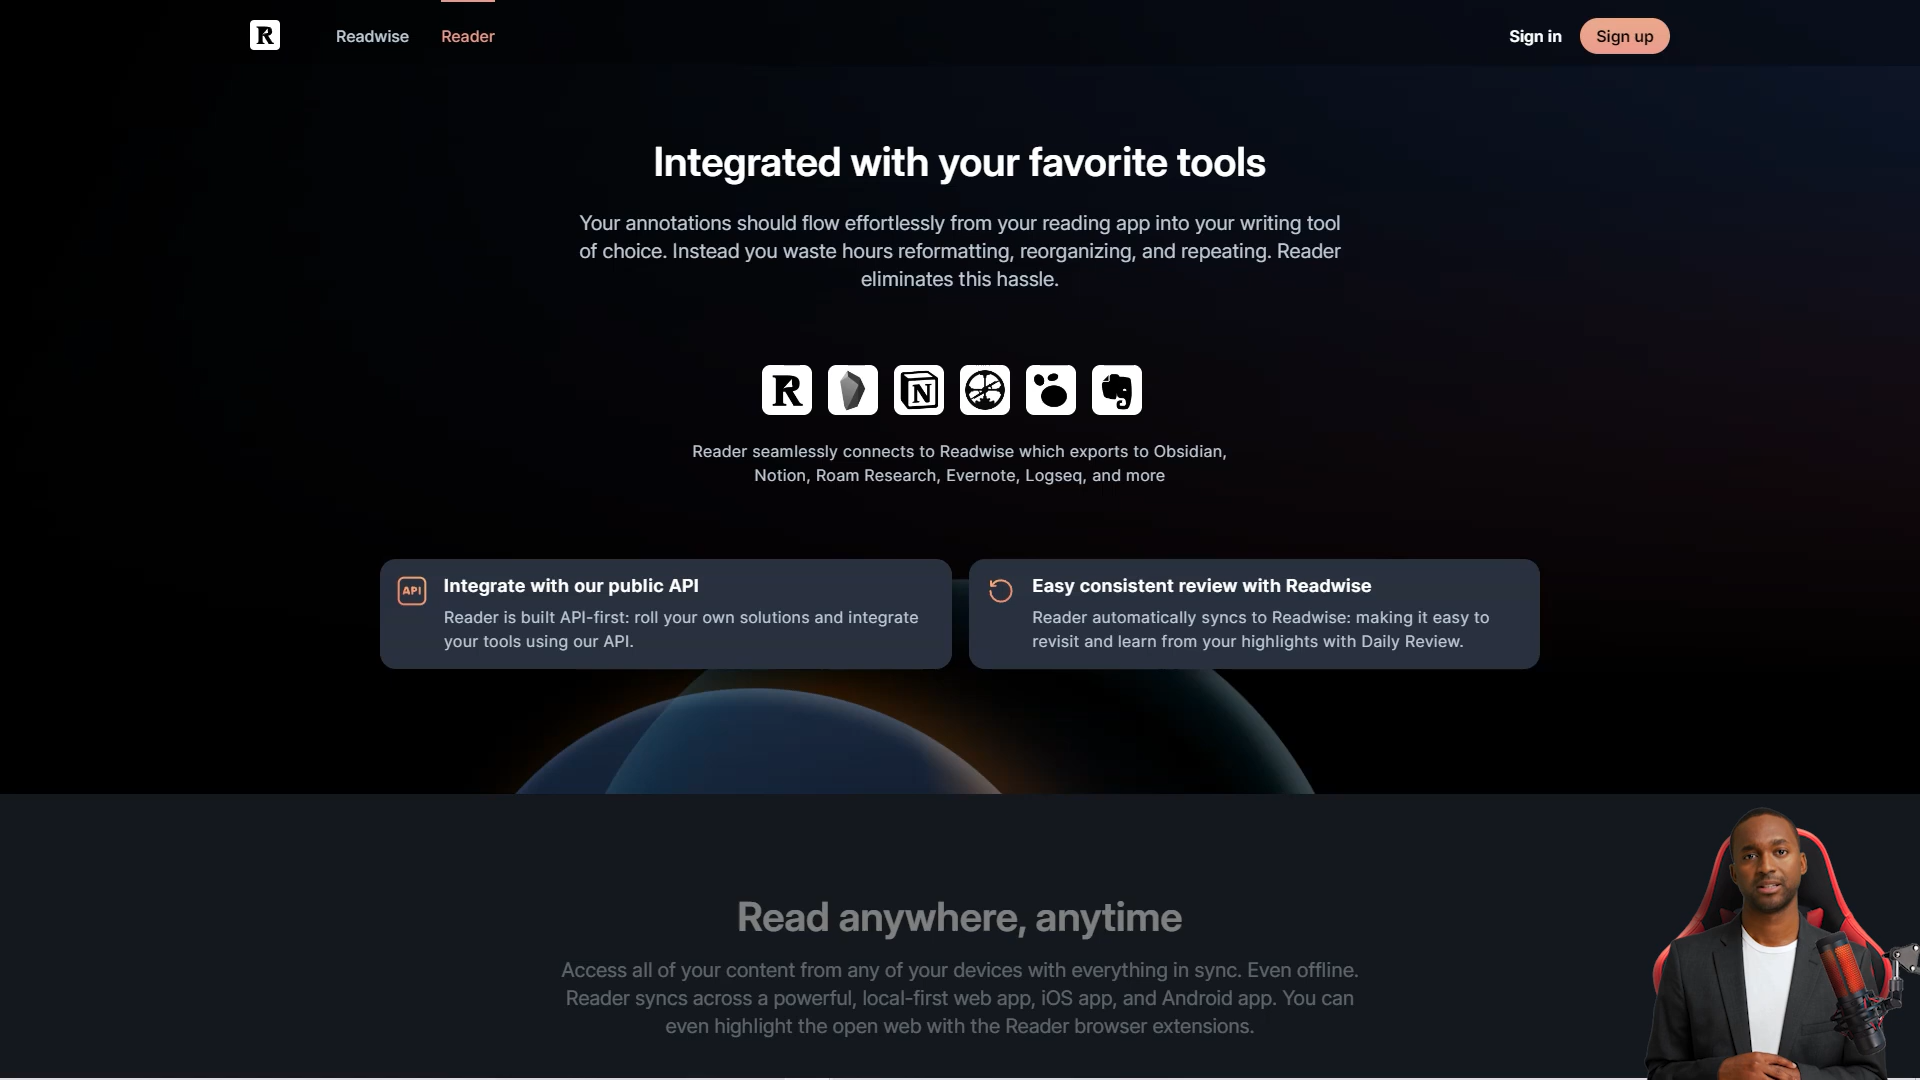 R
Readwise
Reader
Sign in
Sign up
Integrated with your favorite tools
Your annotations should flow effortlessly from your reading app into your writing tool
of choice. Instead you waste hours reformatting, reorganizing, and repeating. Reader
eliminates this hassle.
R
N
Reader seamlessly connects to Readwise which exports to Obsidian,
Notion, Roam Research, Evernote, Logseq, and more
API
Integrate with our public API
Reader is built API-first: roll your own solutions and integrate
your tools using our API.
Easy consistent review with Readwise
Reader automatically syncs to Readwise: making it easy to
revisit and learn from your highlights with Daily Review.
Read anywhere, anytime
Access all of your content from any of your devices with everything in sync. Even offline.
Reader syncs across a powerful, local-first web app, iOS app, and Android app. You can
even highlight the open web with the Reader browser extensions.